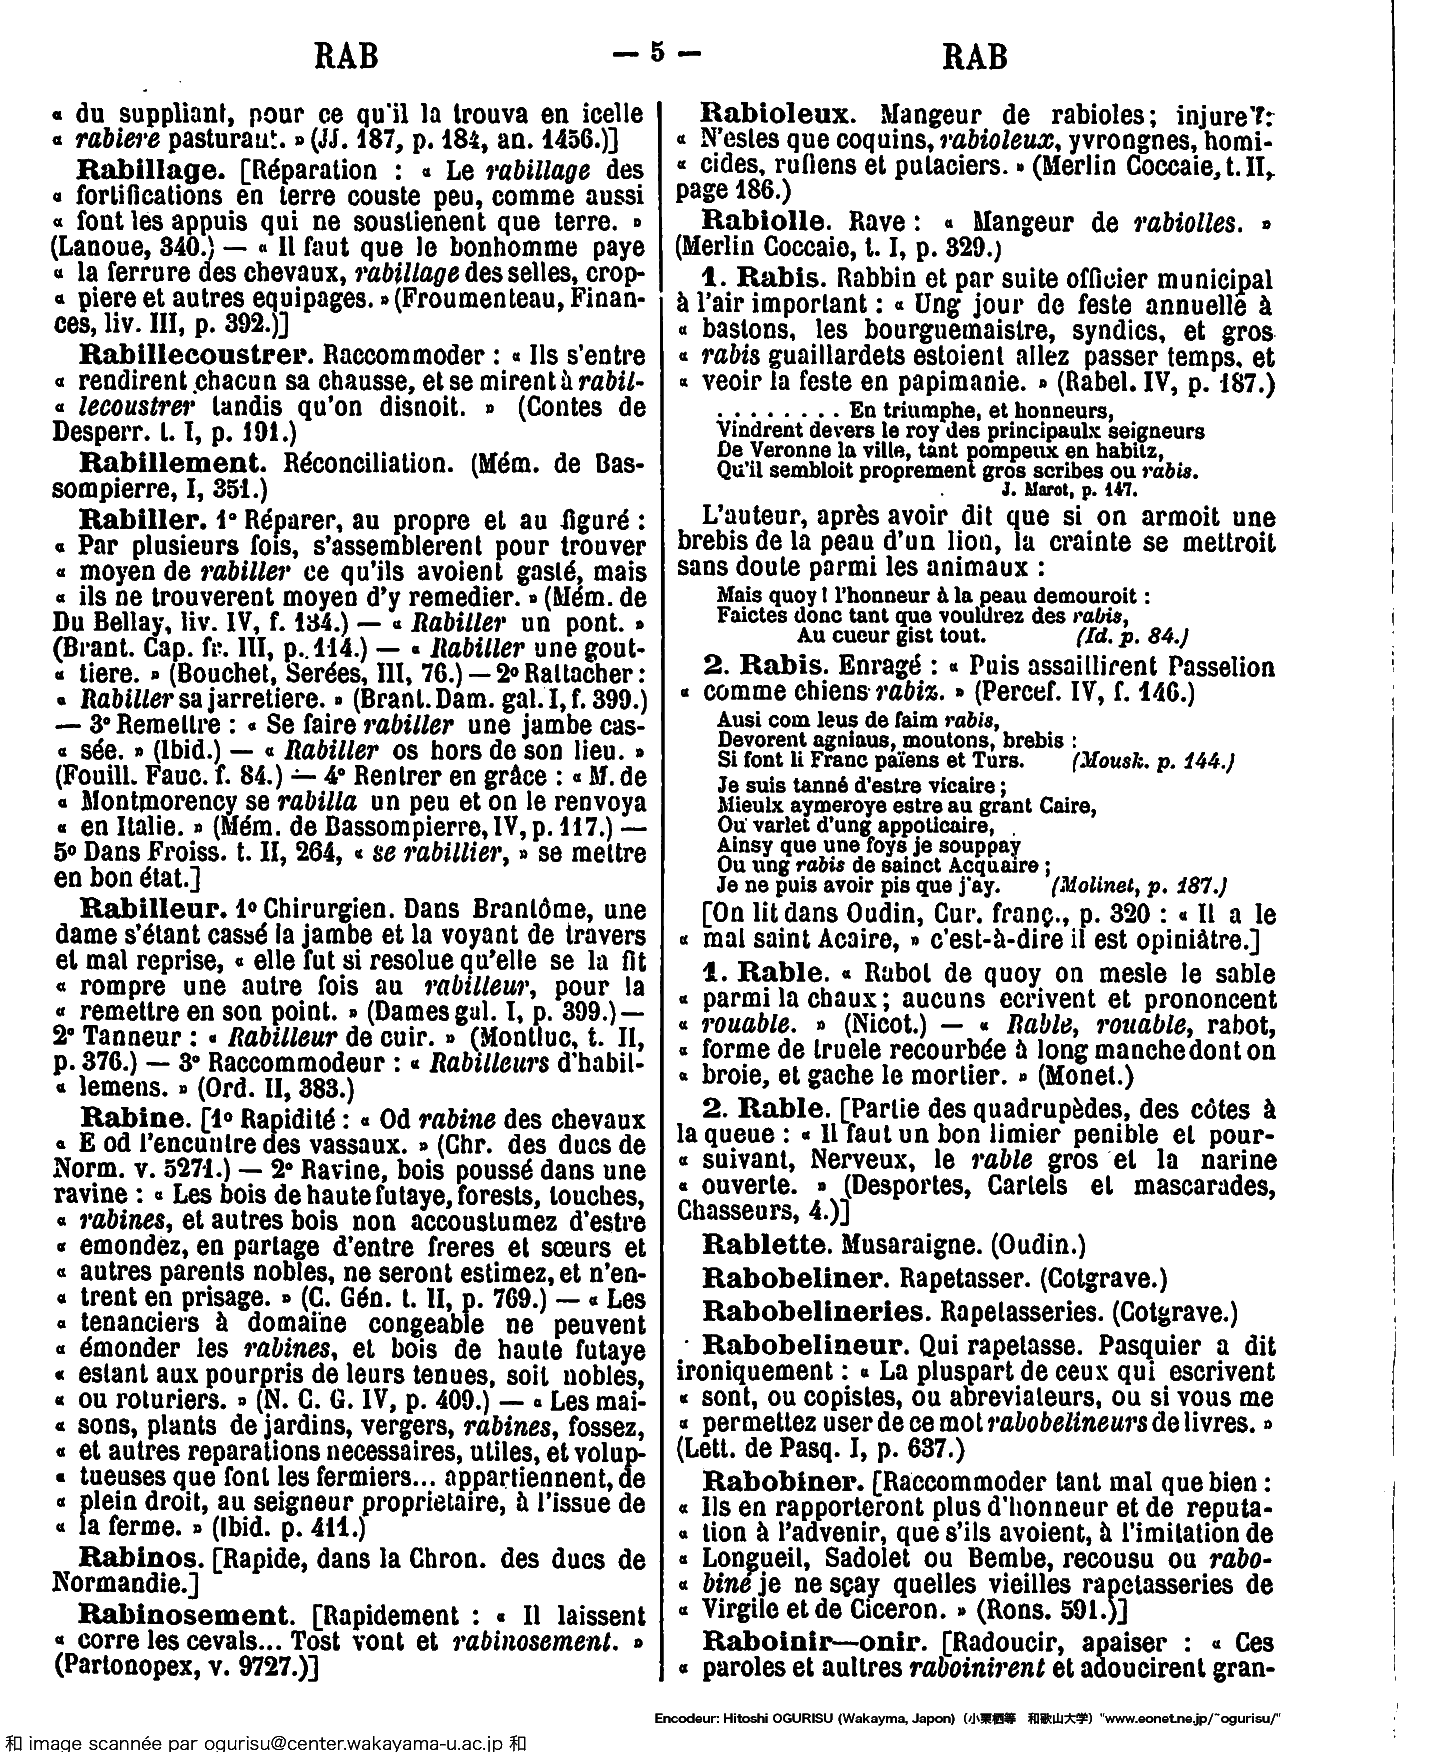 RAB — 5 — RAB
« du suppliant, pour ce qu'il la trouva en icelle
« rabiere pasturant. » (JJ. 187, p. 184, an. 1456.)]
Rabillage. [Réparation : « Le rabillage des
« fortifications en terre couste peu, comme aussi
« font les appuis qui ne soustienent que terre. »
(Lanoue, 340.) — « Il faut que le bonhomme paye
« la ferrure des chevaux, rabillage des selles, crop-
« piere et autres equipages. » (Froumenteau, Finan-
ces, liv. III, p. 392.)]
Rabillecoustrer. Raccommoder : « Ils s'entre
« rendirent chacun sa chausse, et se mirent à rabil-
« lecoustrer tandis qu'on disnoit. » (Contes de
Desperr. t. I, p. 191.)
Rabillement. Réconciliation. (Mém. de Bas-
sompierre, I, 351.)
Rabiller. 1° Réparer, au propre et au figuré :
« Par plusieurs fois, s'assemblerent pour trouver
« moyen de rabiller ce qu'ils avoient gasté, mais
« ils ne trouverent moyen d'y remedier. » (Mém. de
Du Bellay, liv. IV, f. 134.) — « Rabiller un pont. »
(Brant. Cap. fr. III, p. 114.) — « Rabiller une gout-
« tiere. » (Bouchet, Serées, III, 76.) — 2° Rattacher :
« Rabiller sa jarretiere. » (Brant. Dam. gal. I, f. 399.)
— 3° Remettre : « Se faire rabiller une jambe cas-
« sée. » (Ibid.) — « Rabiller os hors de son lieu. »
(Fouill. Fauc. f. 84.) — 4° Rentrer en grâce : « M. de
« Montmorency se rabilla un peu et on le renvoya
« en Italie. » (Mém. de Bassompierre, IV, p. 117.) —
5° Dans Froiss. t. II, 264, « se rabillier, » se mettre
en bon état.]
Rabilleur. 1° Chirurgien. Dans Brantôme, une
dame s'étant cassé la jambe et la voyant de travers
et mal reprise, « elle fut si resolue qu'elle se la fit
« rompre une autre fois au rabilleur, pour la
« remettre en son point. » (Dames gal. I, p. 399.) —
2° Tanneur : « Rabilleur de cuir. » (Montluc, t. II,
p. 376.) — 3° Raccommodeur : « Rabilleurs d'habil-
« lemens. » (Ord. II, 383.)
Rabine. [1° Rapidité : « Od rabine des chevaux
« E od l'encuntre des vassaux. » (Chr. des ducs de
Norm. v. 5271.) — 2° Ravine, bois poussé dans une
ravine : « Les bois de haute futaye, forests, touches,
« rabines, et autres bois non accoustumez d'estre
« emondez, en partage d'entre freres et sœurs et
« autres parents nobles, ne seront estimez, et n'en-
« trent en prisage. » (C. Gén. t. II, p. 769.) — « Les
« tenanciers à domaine congeable ne peuvent
« émonder les rabines, et bois de haute futaye
« estant aux pourpris de leurs tenues, soit nobles,
« ou roturiers. » (N. C. G. IV, p. 409.) — « Les mai-
« sons, plants de jardins, vergers, rabines, fossez,
« et autres reparations necessaires, utiles, et volup-
« tueuses que font les fermiers... appartiennent, de
« plein droit, au seigneur proprietaire, à l'issue de
« la ferme. » (Ibid. p. 411.)
Rabinos. [Rapide, dans la Chron. des ducs de
Normandie.]
Rabinosement. [Rapidement : « Il laissent
« corre les cevals... Tost vont et rabinosement. »
(Partonopex, v. 9727.)]
Rabioleux. Mangeur de rabioles ; injure ? :
« N'estes que coquins, rabioleux, yvrongnes, homi-
« cides, rufiens et putaciers. » (Merlin Coccaie, t. II,
page 186.)
Rabiolle. Rave : « Mangeur de rabiolles. »
(Merlin Coccaie, t. I, p. 329.)
1. Rabis. Rabbin et par suite officier municipal
à l'air important : « Ung jour de feste annuelle à
« bastons, les bourguemaistre, syndics, et gros
« rabis guaillardets estoient allez passer temps, et
« veoir la feste en papimanie. » (Rabel. IV, p. 187.)
. . . . . . . . En triumphe, et honneurs,
Vindrent devers le roy des principaulx seigneurs
De Veronne la ville, tant pompeux en habitz,
Qu'il sembloit proprement gros scribes ou rabis.
J. Marot, p. 147.
L'auteur, après avoir dit que si on armoit une
brebis de la peau d'un lion, la crainte se mettroit
sans doute parmi les animaux :
Mais quoy ! l'honneur à la peau demouroit :
Faictes donc tant que vouldrez des rabis,
Au cueur gist tout. (Id. p. 84.)
2. Rabis. Enragé : « Puis assaillirent Passelion
« comme chiens rabiz. » (Percef. IV, f. 146.)
Ausi com leus de faim rabis,
Devorent agniaus, moutons, brebis :
Si font li Franc païens et Turs. (Mousk. p. 144.)
Je suis tanné d'estre vicaire ;
Mieulx aymeroye estre au grant Caire,
Ou varlet d'ung appoticaire,
Ainsy que une foys je souppay
Ou ung rabis de sainct Acquaire ;
Je ne puis avoir pis que j'ay. (Molinet, p. 187.)
[On lit dans Oudin, Cur. franç., p. 320 : « Il a le
« mal saint Acaire, » c'est-à-dire il est opiniâtre.]
1. Rable. « Rabot de quoy on mesle le sable
« parmi la chaux ; aucuns ecrivent et prononcent
« rouable. » (Nicot.) — « Rable, rouable, rabot,
« forme de truele recourbée à long manche dont on
« broie, et gache le mortier. » (Monet.)
2. Rable. [Partie des quadrupèdes, des côtes à
la queue : « Il faut un bon limier penible et pour-
« suivant, Nerveux, le rable gros et la narine
« ouverte. » (Desportes, Cartels et mascarades,
Chasseurs, 4.)]
Rablette. Musaraigne. (Oudin.)
Rabobeliner. Rapetasser. (Cotgrave.)
Rabobelineries. Rapetasseries. (Cotgrave.)
Rabobelineur. Qui rapetasse. Pasquier a dit
ironiquement : « La pluspart de ceux qui escrivent
« sont, ou copistes, ou abreviateurs, ou si vous me
« permettez user de ce mot rabobelineurs de livres. »
(Lett. de Pasq. I, p. 637.)
Rabobiner. [Raccommoder tant mal que bien :
« Ils en rapporteront plus d'honneur et de reputa-
« tion à l'advenir, que s'ils avoient, à l'imitation de
« Longueil, Sadolet ou Bembe, recousu ou rabo-
« biné je ne sçay quelles vieilles rapetasseries de
« Virgile et de Ciceron. » (Rons. 591.)]
Raboinir—onir. [Radoucir, apaiser : « Ces
« paroles et aultres raboinirent et adoucirent gran-
Encodeur: Hitoshi OGURISU (Wakayma, Japon) (小栗栖等 和歌山大学) "www.eonet.ne.jp/~ogurisu/"
和 image scannée par ogurisu@center.wakayama-u.ac.jp 和